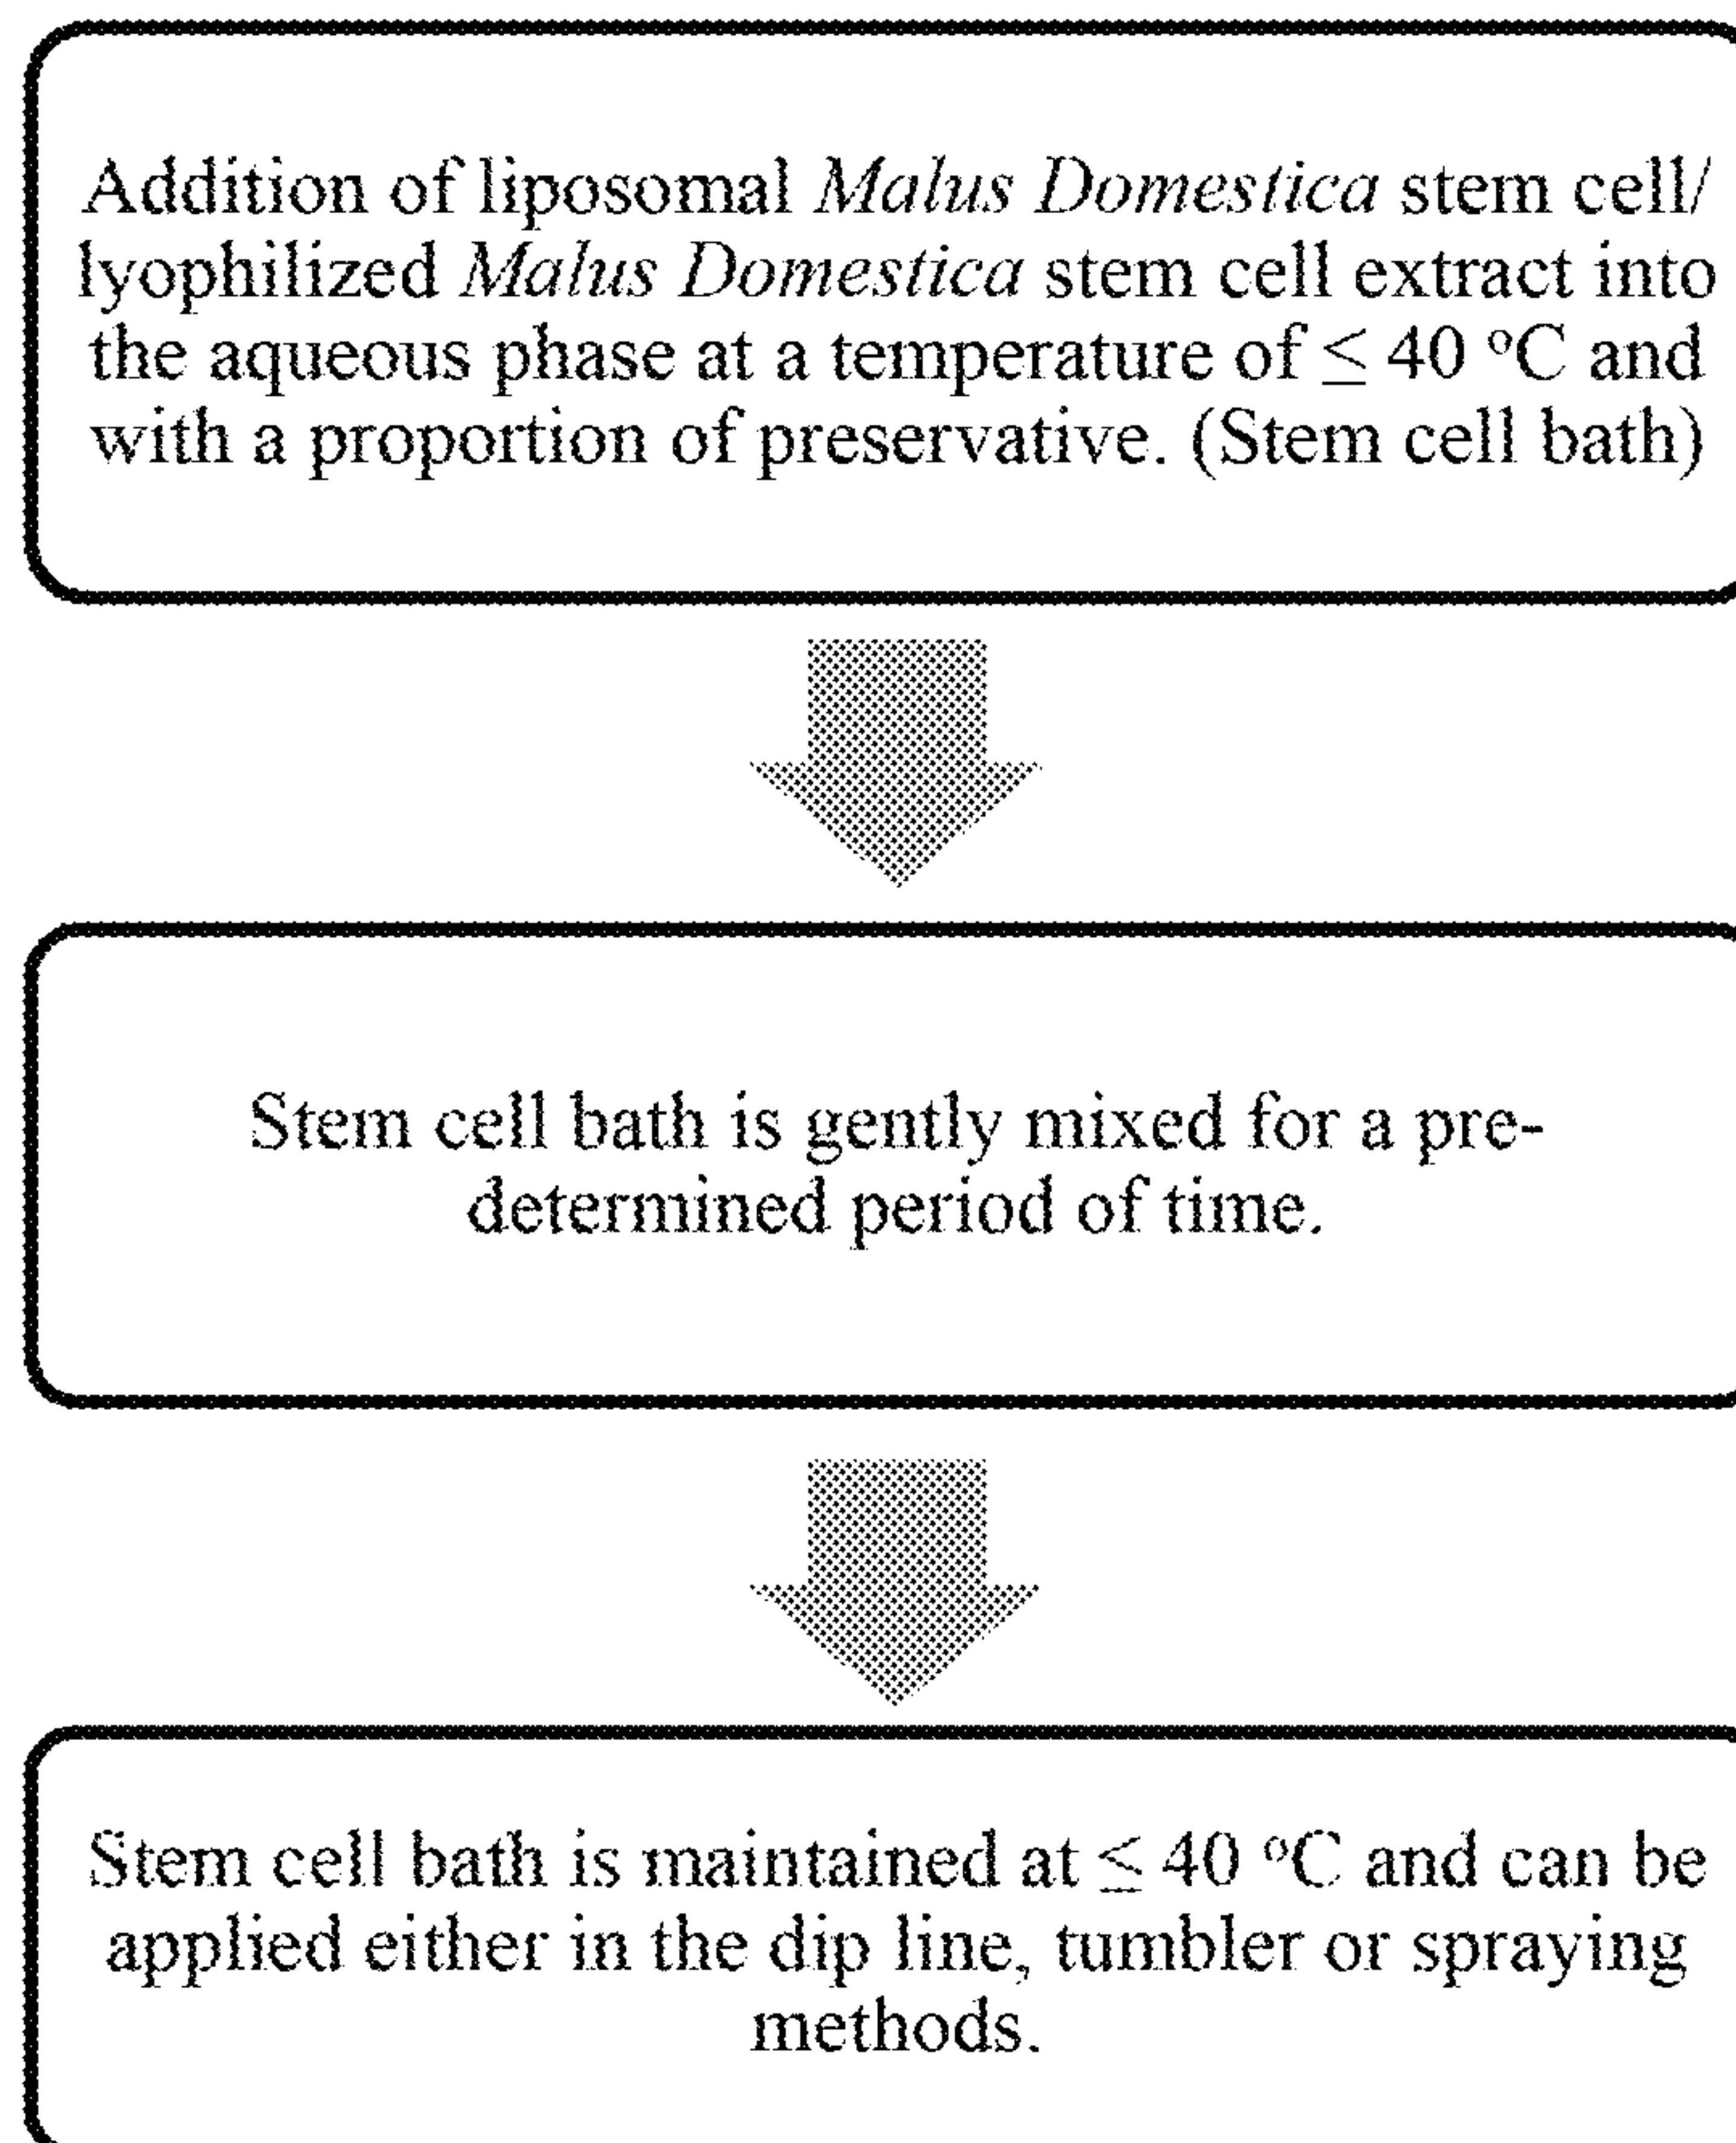 Addition of liposomal Malus Domestica stem cell/
lyophilized Malus Domestica stem cell extract into
the aqueous phase at a temperature of ≤ 40 °C and
with a proportion of preservative. (Stem cell bath)
Stem cell bath is gently mixed for a pre-
determined period of time.
Stem cell bath is maintained at ≤ 40 °C and can be
applied either in the dip line, tumbler or spraying
methods.